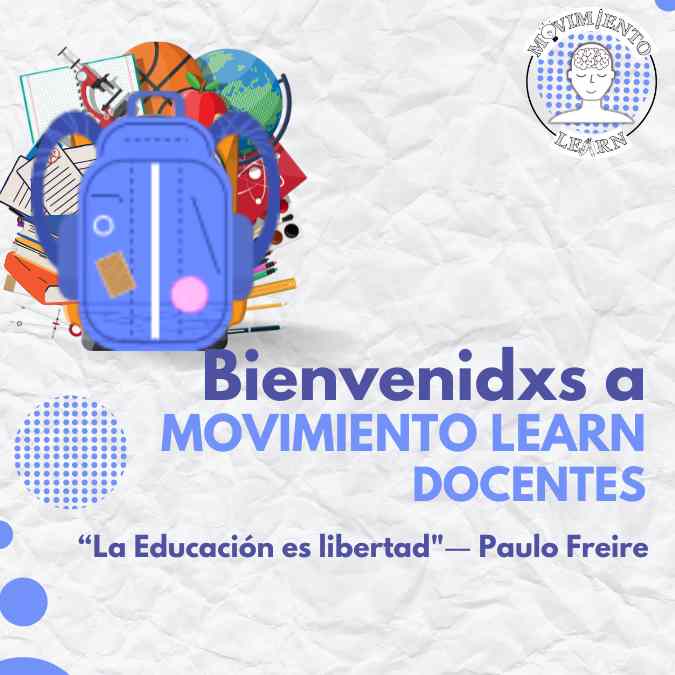 MOVIMIENTO
LEARN
Bienvenidxs a
MOVIMIENTO LEARN
DOCENTES
“La Educación es libertad"— Paulo Freire